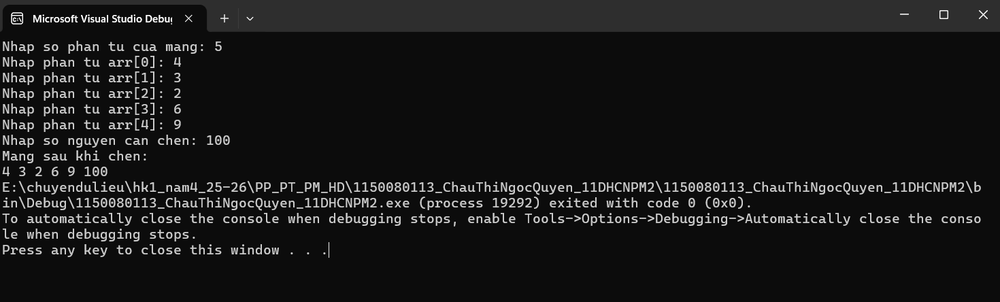 Microsoft Visual Studio Debug
Nhap so phan tu cua mang: 5
Nhap phan tu arr[0]: 4
Nhap phan tu arr[1]: 3
Nhap phan tu arr[2]: 2
Nhap phan tu arr[3]: 6
Nhap phan tu arr[4]: 9
Nhap so nguyen can chen: 100
Mang sau khi chen:
4 3 2 6 9 100
E:\chuyendulieu\hk1_nam4_25-26\PP_PT_PM_HD\1150080113_ChauThiNgocQuyen_11DHCNPM2\1150080113_ChauThiNgocQuyen_11DHCNPM2\b
in\Debug\1150080113_ChauThiNgocQuyen_11DHCNPM2.exe (process 19292) exited with code 0 (0x0).
To automatically close the console when debugging stops, enable Tools->Options->Debugging->Automatically close the conso
le when debugging stops.
Press any key to close this window . . .